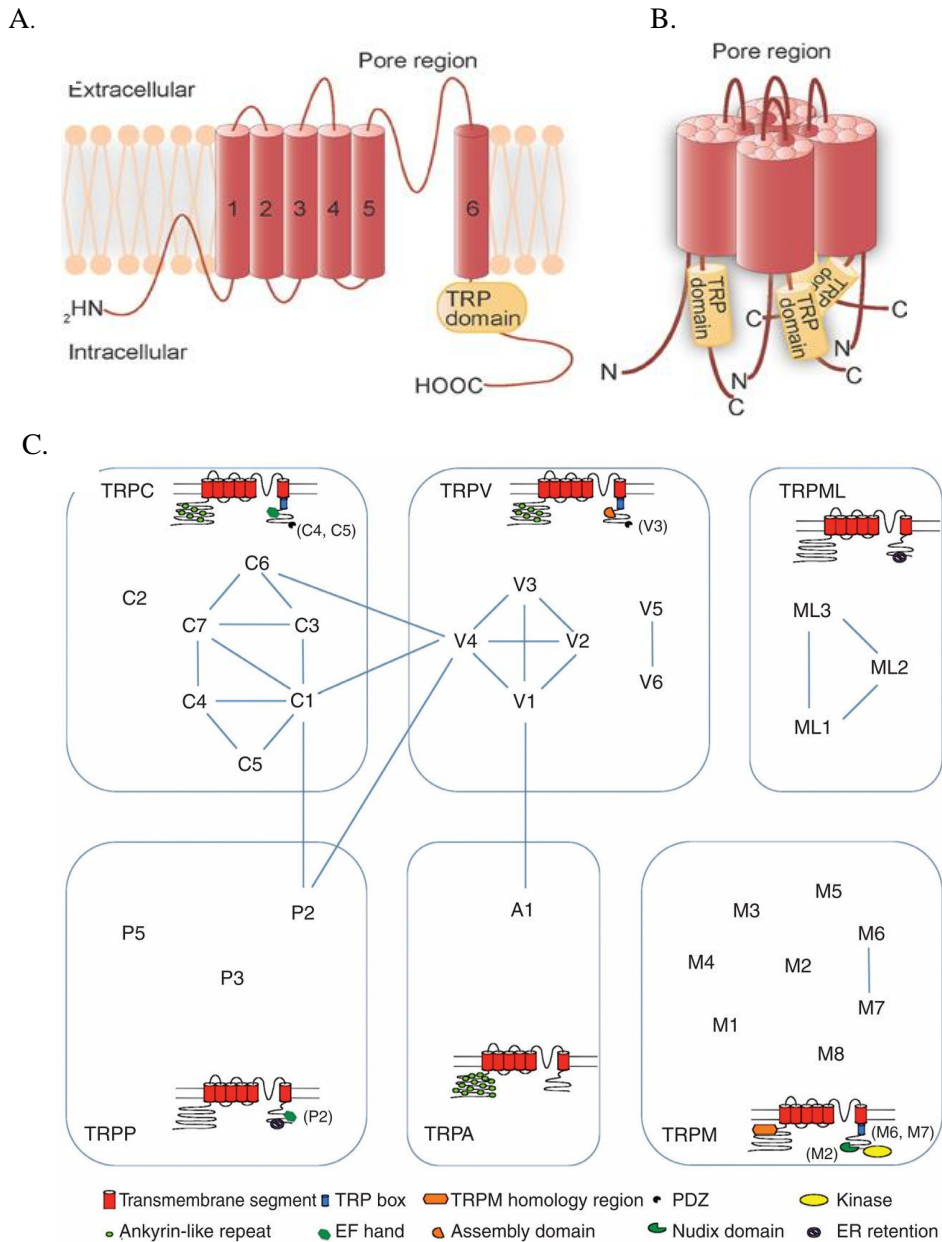 A.
B.
Pore region
Pore region
Extracellular
1 2 3 4 5 6
₂HN
TRP
domain
Intracellular
HOOC
TRP
domain
TRP
domain
TRP
dor
N
N
C
C
N
C
C.
TRPC
(C4, C5)
C6
C2
C7
C3
C4
C1
C5
TRPV
(V3)
V3
V5
V4
V2
V6
V1
TRPML
ML3
ML2
ML1
P2
P5
P3
(P2)
TRPP
A1
TRPA
M5
M3
M6
M4
M2
M7
M1
M8
(M6, M7)
(M2)
TRPM
Transmembrane segment TRP box TRPM homology region PDZ Kinase
Ankyrin-like repeat EF hand Assembly domain Nudix domain ER retention